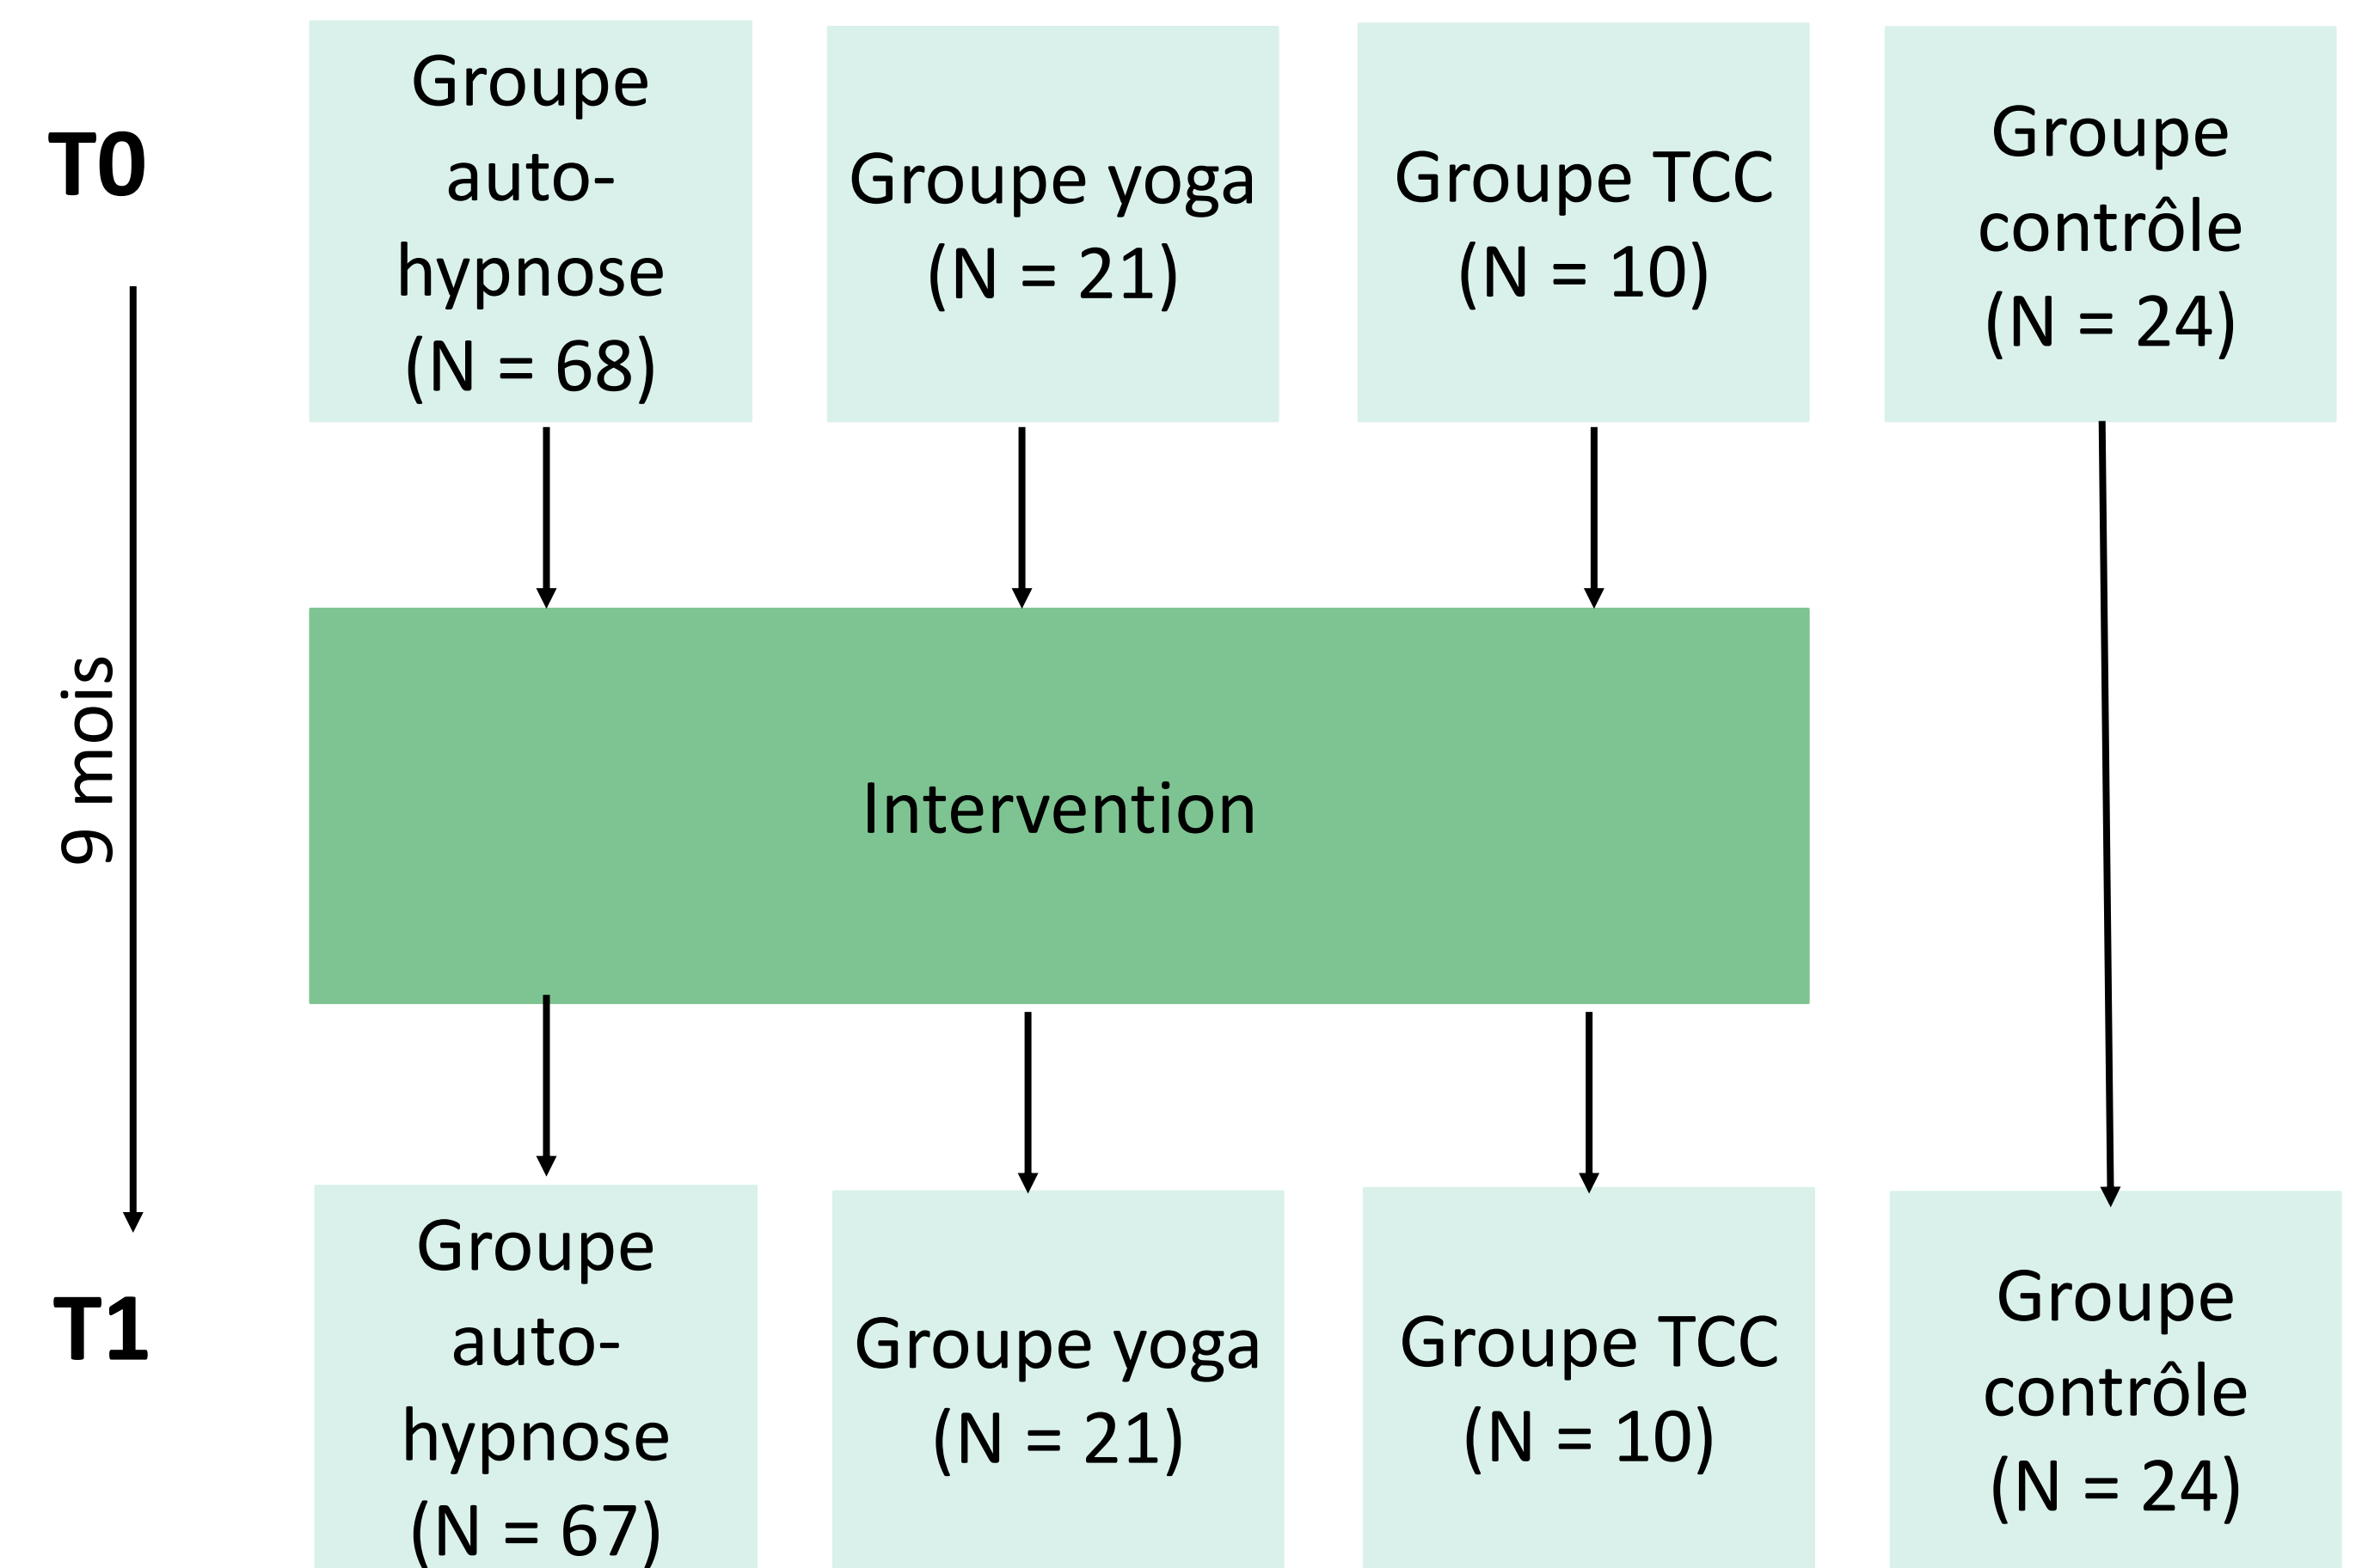 T0
Groupe
auto-
hypnose
(N = 68)
Groupe yoga
(N = 21)
Groupe TCC
(N = 10)
Groupe
contrôle
(N = 24)
9 mois
Intervention
T1
Groupe
auto-
hypnose
(N = 67)
Groupe yoga
(N = 21)
Groupe TCC
(N = 10)
Groupe
contrôle
(N = 24)